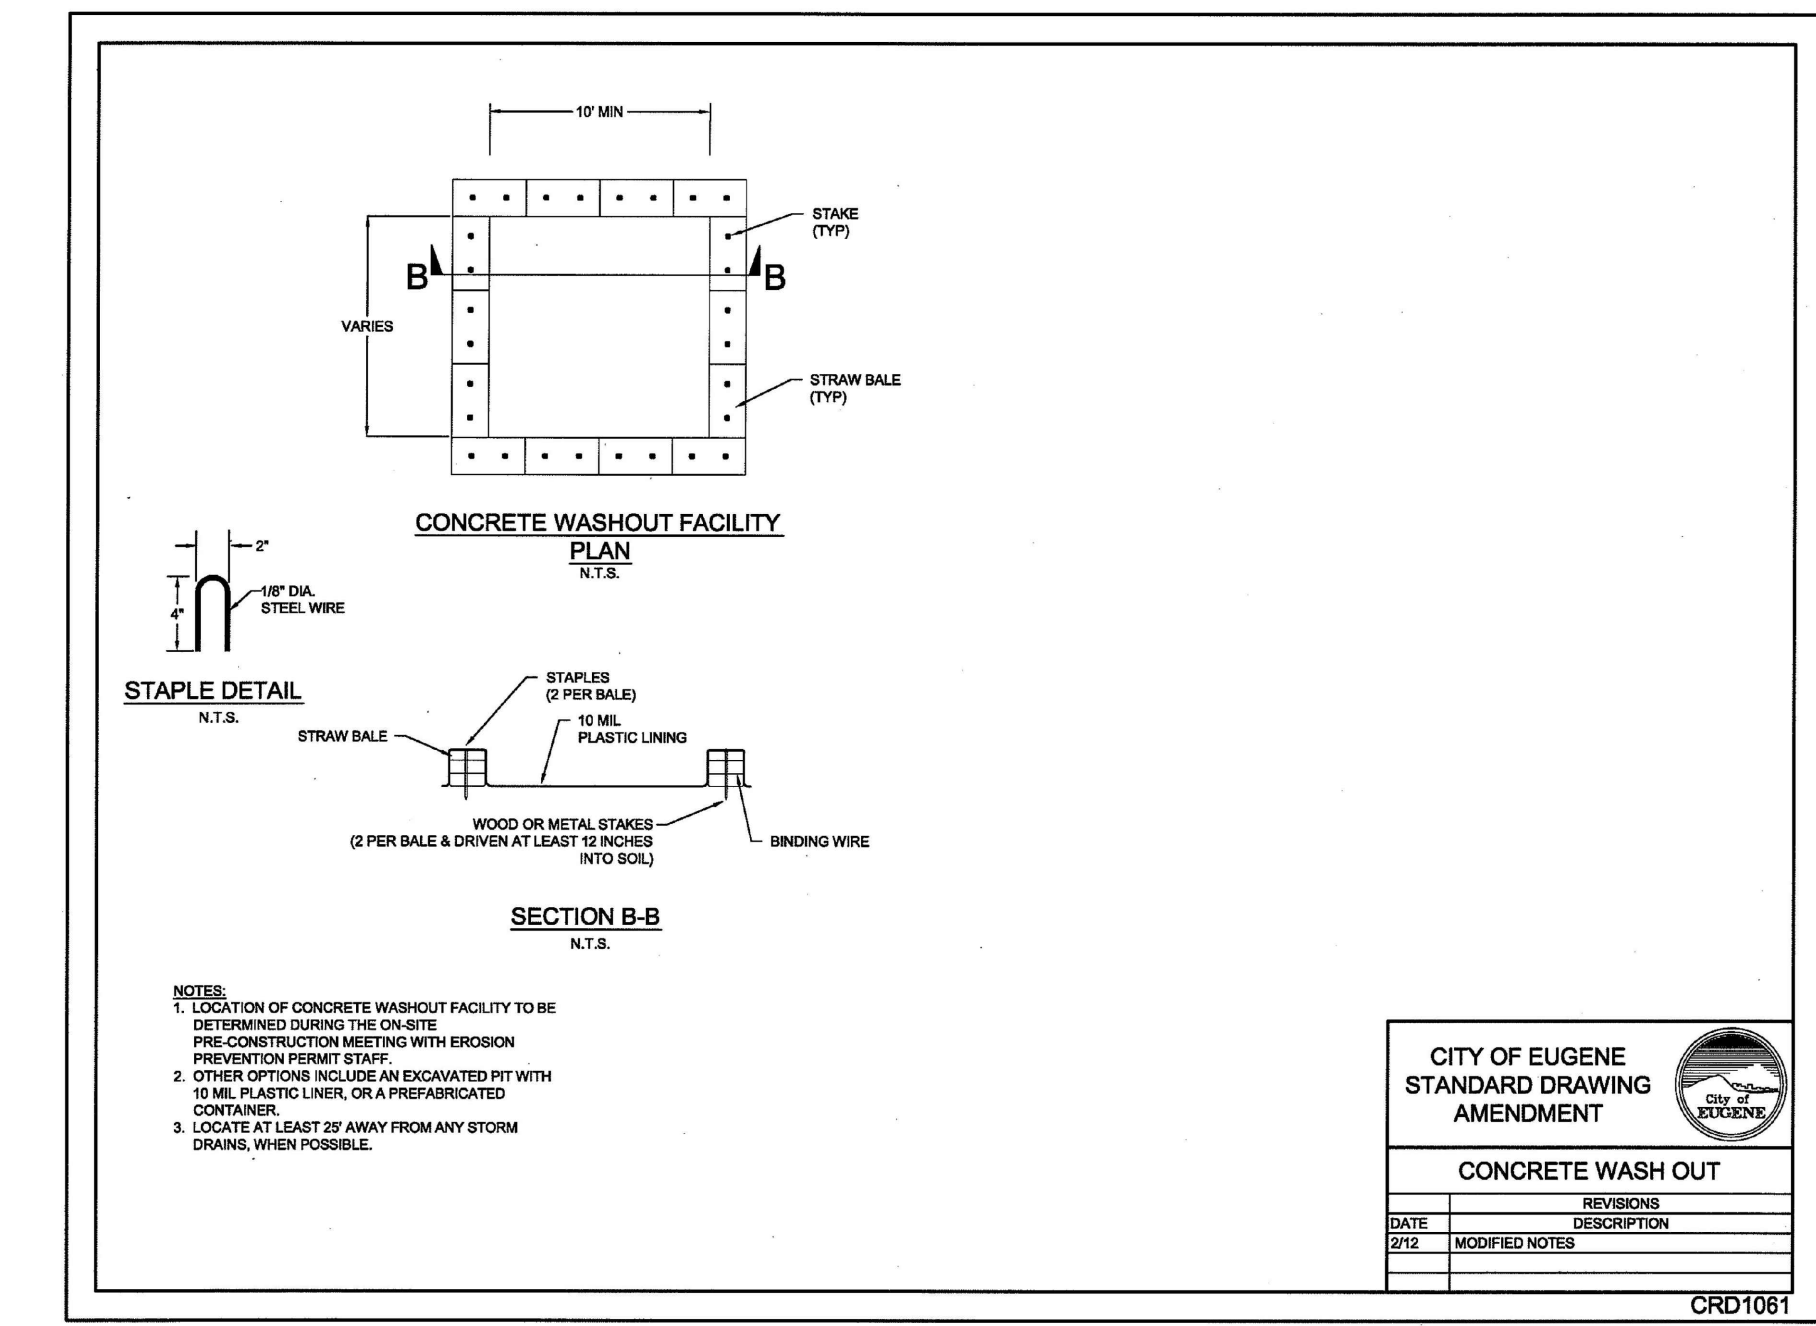 10' MIN
STAKE
(TYP)
B
B
VARIES
STRAW BALE
(TYP)
CONCRETE WASHOUT FACILITY
PLAN
N.T.S.
2"
1/8" DIA.
STEEL WIRE
4"
STAPLE DETAIL
N.T.S.
STAPLES
(2 PER BALE)
10 MIL
PLASTIC LINING
STRAW BALE
WOOD OR METAL STAKES
(2 PER BALE & DRIVEN AT LEAST 12 INCHES
INTO SOIL)
BINDING WIRE
SECTION B-B
N.T.S.
NOTES:
1. LOCATION OF CONCRETE WASHOUT FACILITY TO BE
DETERMINED DURING THE ON-SITE
PRE-CONSTRUCTION MEETING WITH EROSION
PREVENTION PERMIT STAFF.
2. OTHER OPTIONS INCLUDE AN EXCAVATED PIT WITH
10 MIL PLASTIC LINER, OR A PREFABRICATED
CONTAINER.
3. LOCATE AT LEAST 25' AWAY FROM ANY STORM
DRAINS, WHEN POSSIBLE.
CITY OF EUGENE
STANDARD DRAWING
AMENDMENT
City of
EUGENE
CONCRETE WASH OUT
REVISIONS
DATE DESCRIPTION
2/12 MODIFIED NOTES
CRD1061